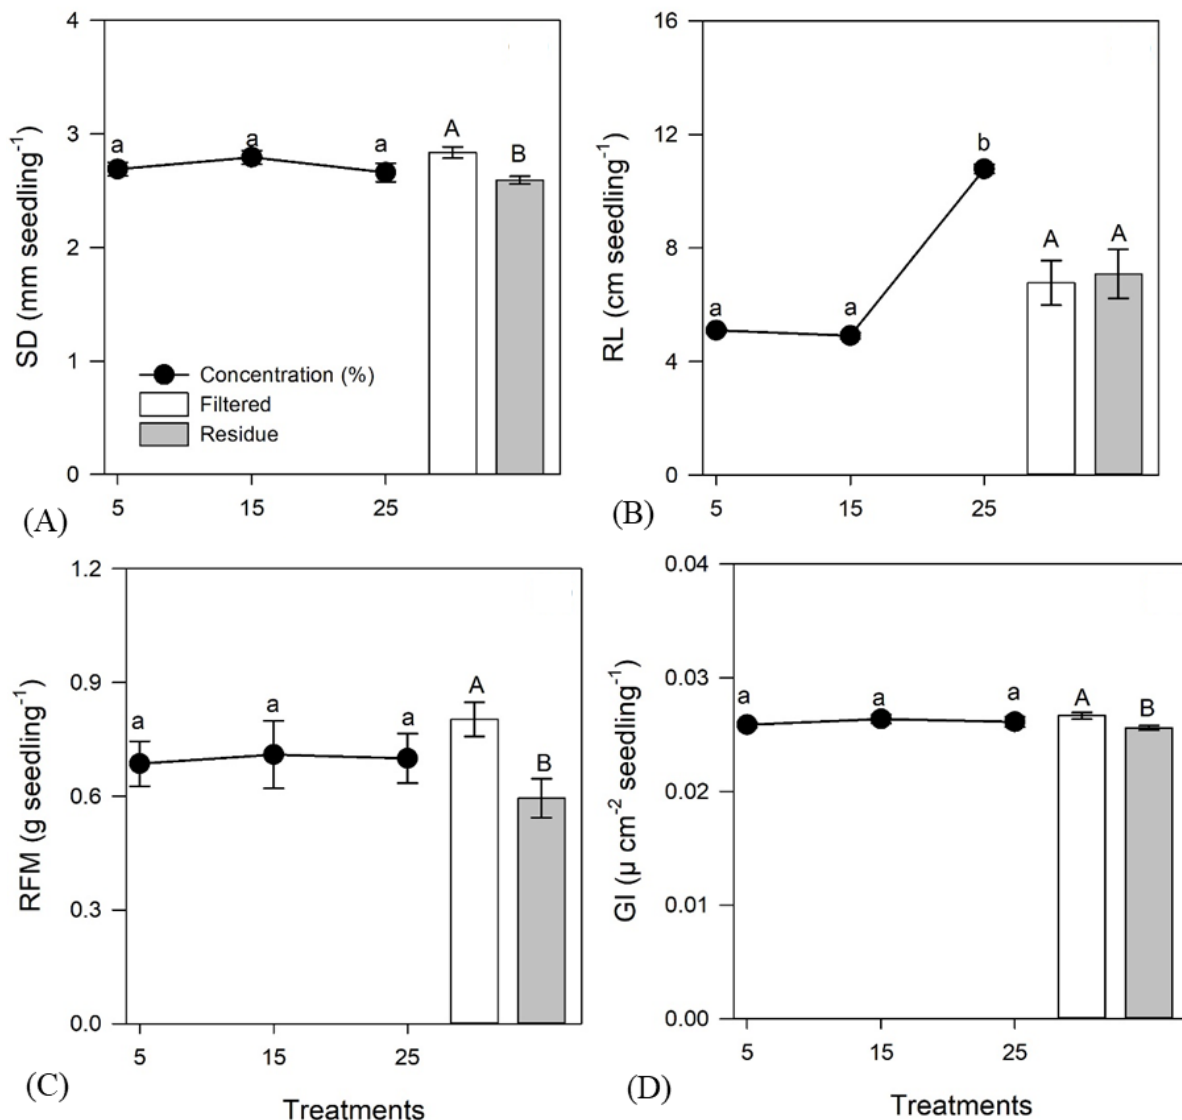 4
3
2
1
0
SD (mm seedling⁻¹)
a
a
a
A
B
Concentration (%)
Filtered
Residue
5
15
25
(A)
16
12
8
4
0
RL (cm seedling⁻¹)
a
a
b
A
A
5
15
25
(B)
1.2
0.9
0.6
0.3
0.0
RFM (g seedling⁻¹)
a
a
a
A
B
5
15
25
(C)
Treatments
0.04
0.03
0.02
0.01
0.00
GI (µ cm⁻² seedling⁻¹)
a
a
a
A
B
5
15
25
(D)
Treatments